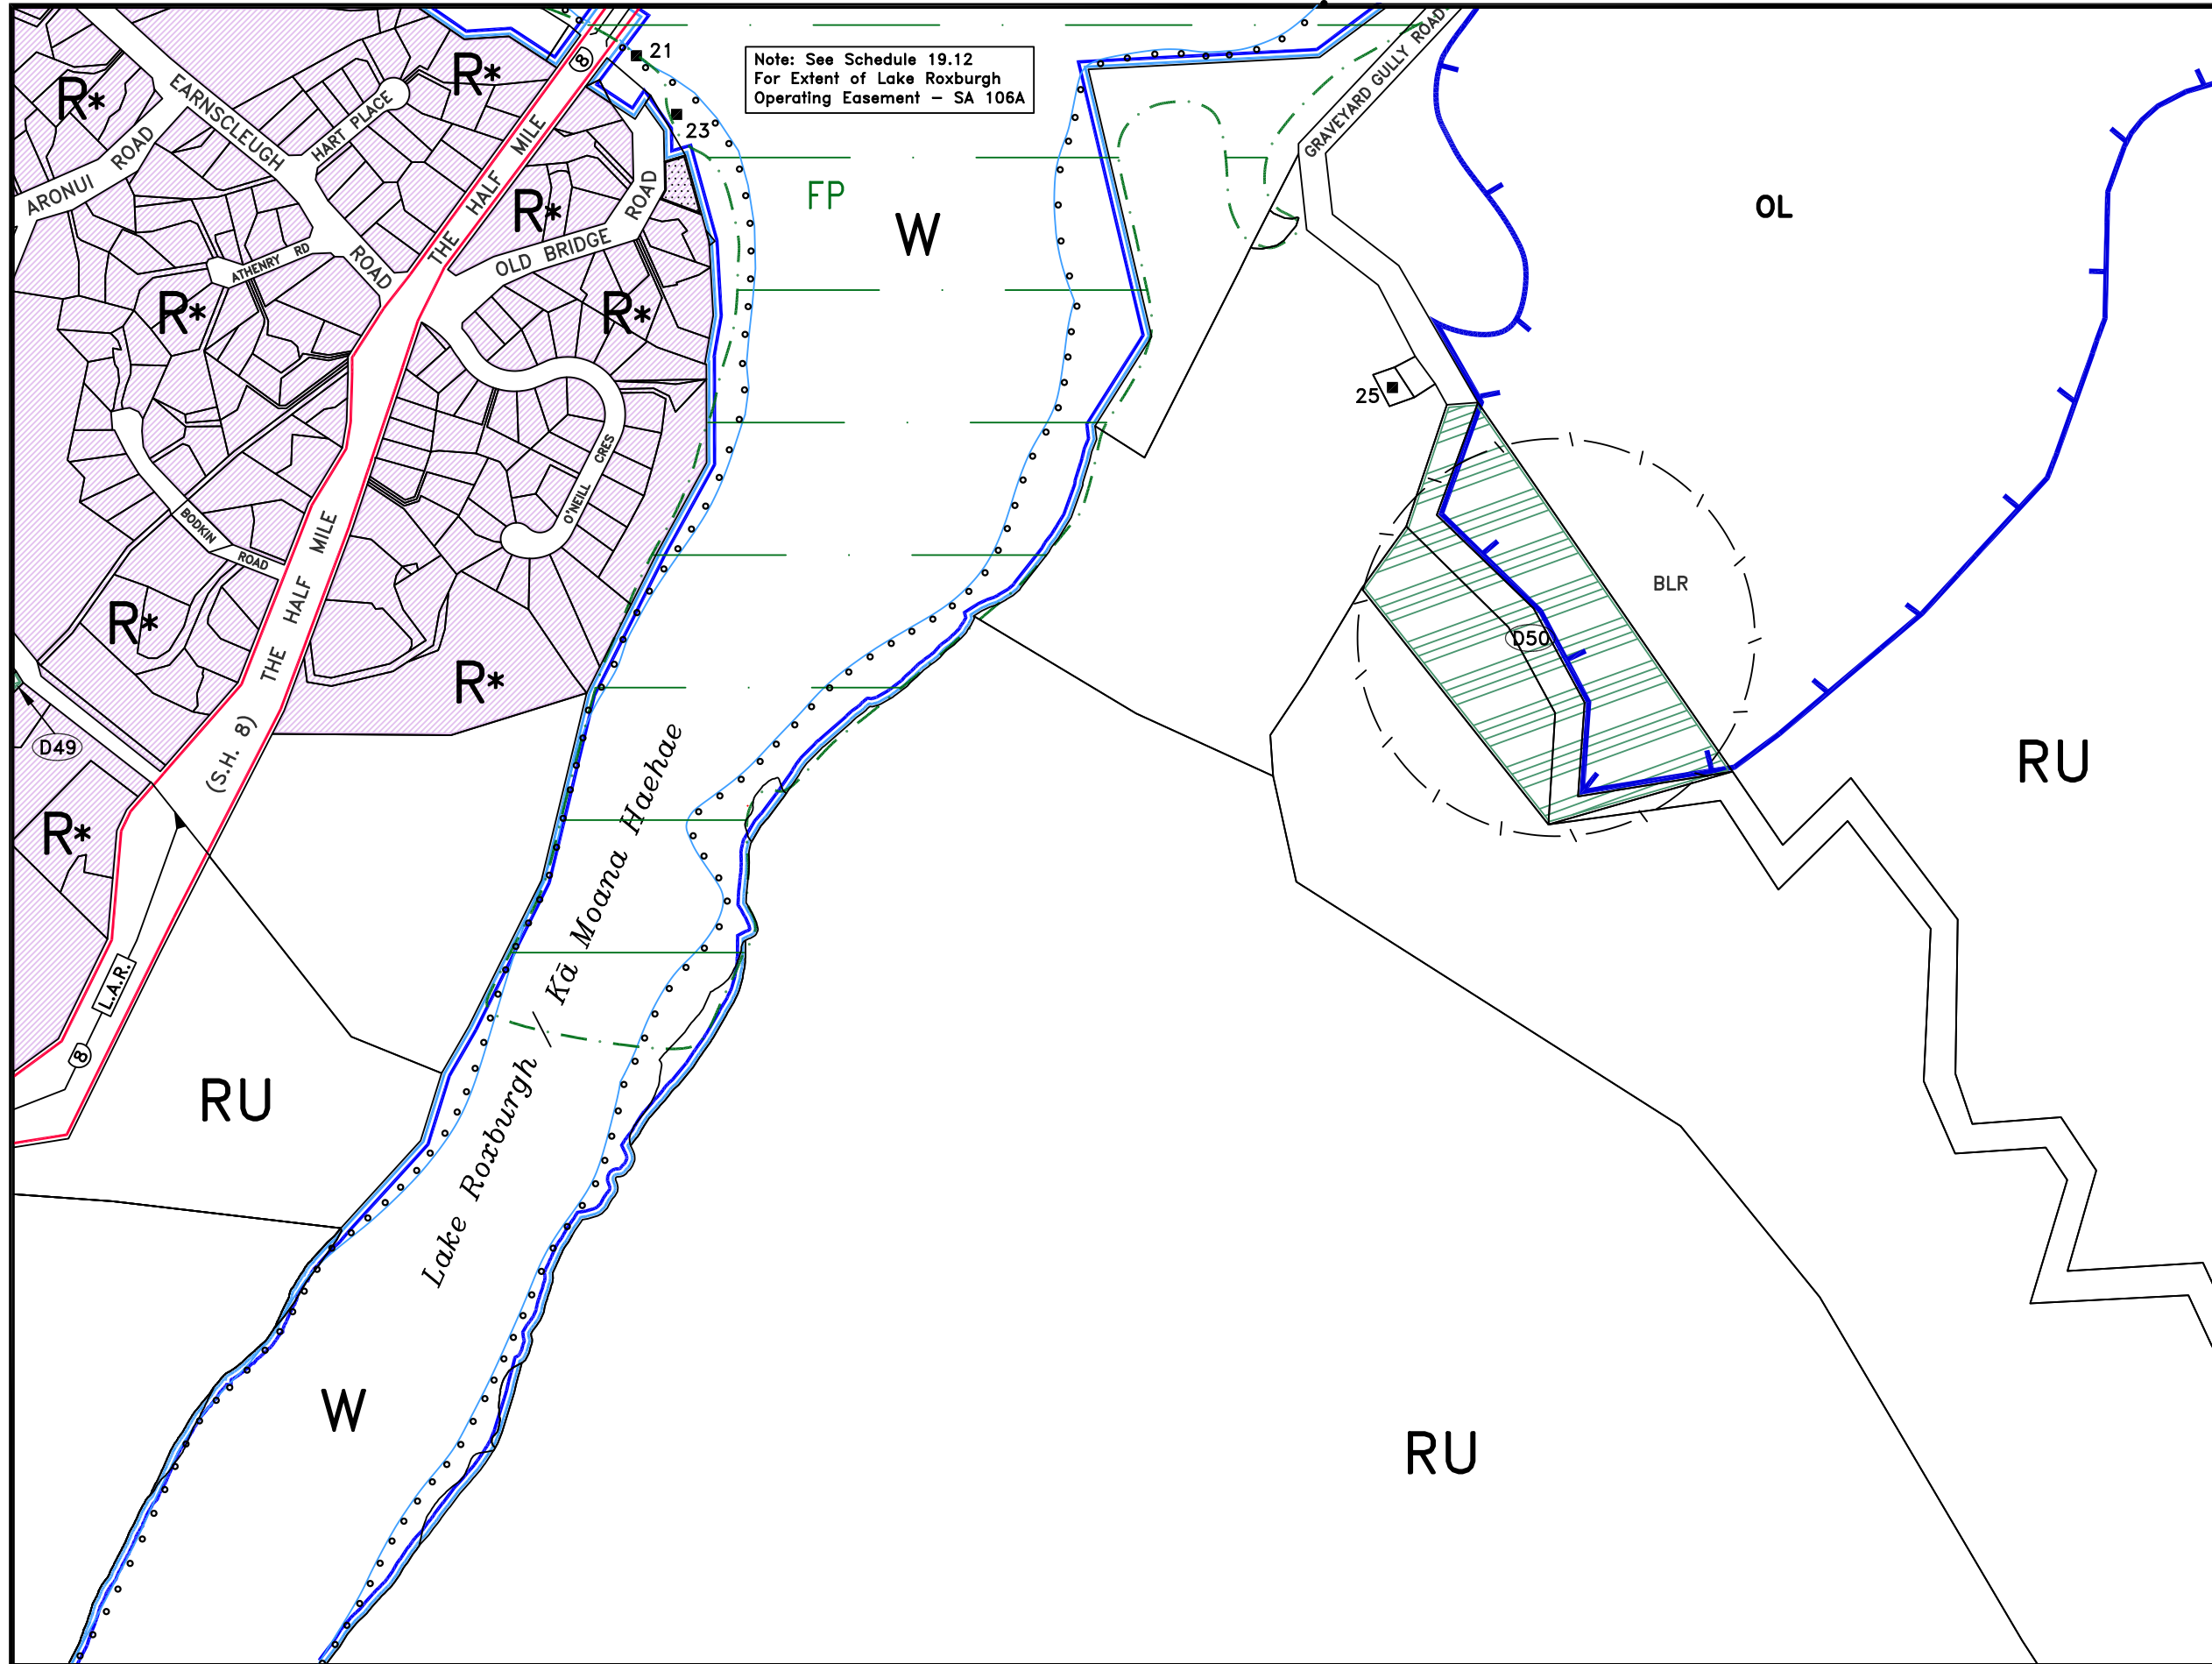 21
R*
R*
8
Note: See Schedule 19.12
For Extent of Lake Roxburgh
Operating Easement – SA 106A
GRAVEYARD GULLY ROAD
EARNSCLEUGH
ROAD
HART PLACE
23
ARONUI ROAD
THE HALF MILE
R*
ROAD
FP
W
OL
OLD BRIDGE
ATHENRY RD
R*
R*
25
O'NEILL CRES
BODKIN
ROAD
THE HALF MILE
BLR
R*
D50
R*
D49
(S.H. 8)
RU
R*
Lake Roxburgh / Kā Moana Haehae
L.A.R.
8
RU
W
RU